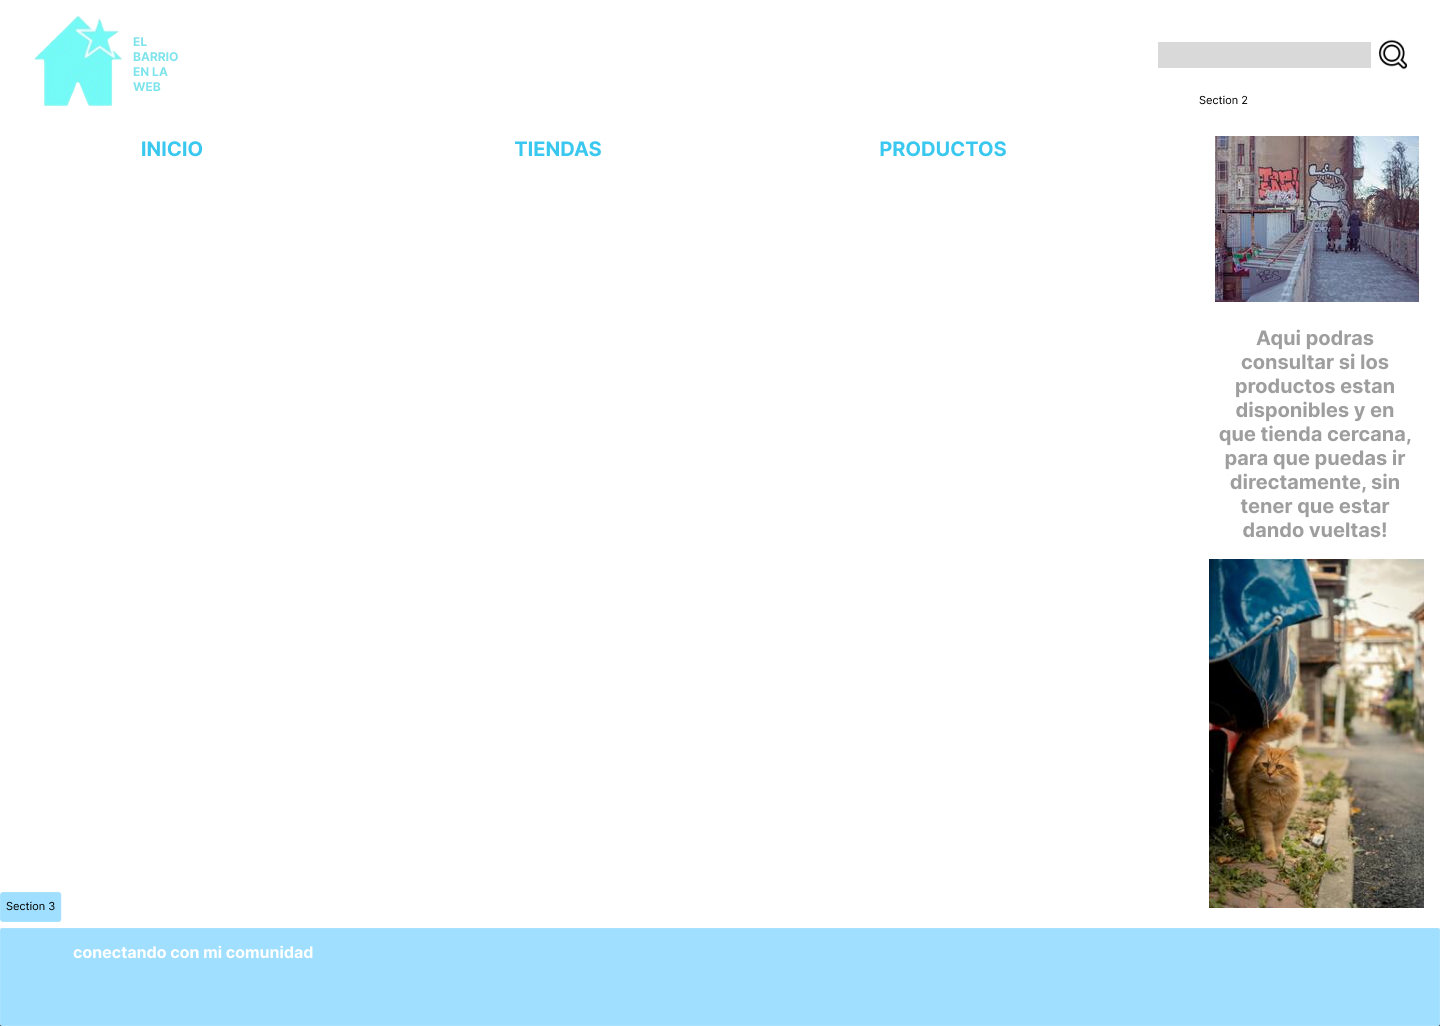 EL
BARRIO
EN LA
WEB
Section 2
INICIO
TIENDAS
PRODUCTOS
Aqui podras
consultar si los
productos estan
disponibles y en
que tienda cercana,
para que puedas ir
directamente, sin
tener que estar
dando vueltas!
Section 3
conectando con mi comunidad